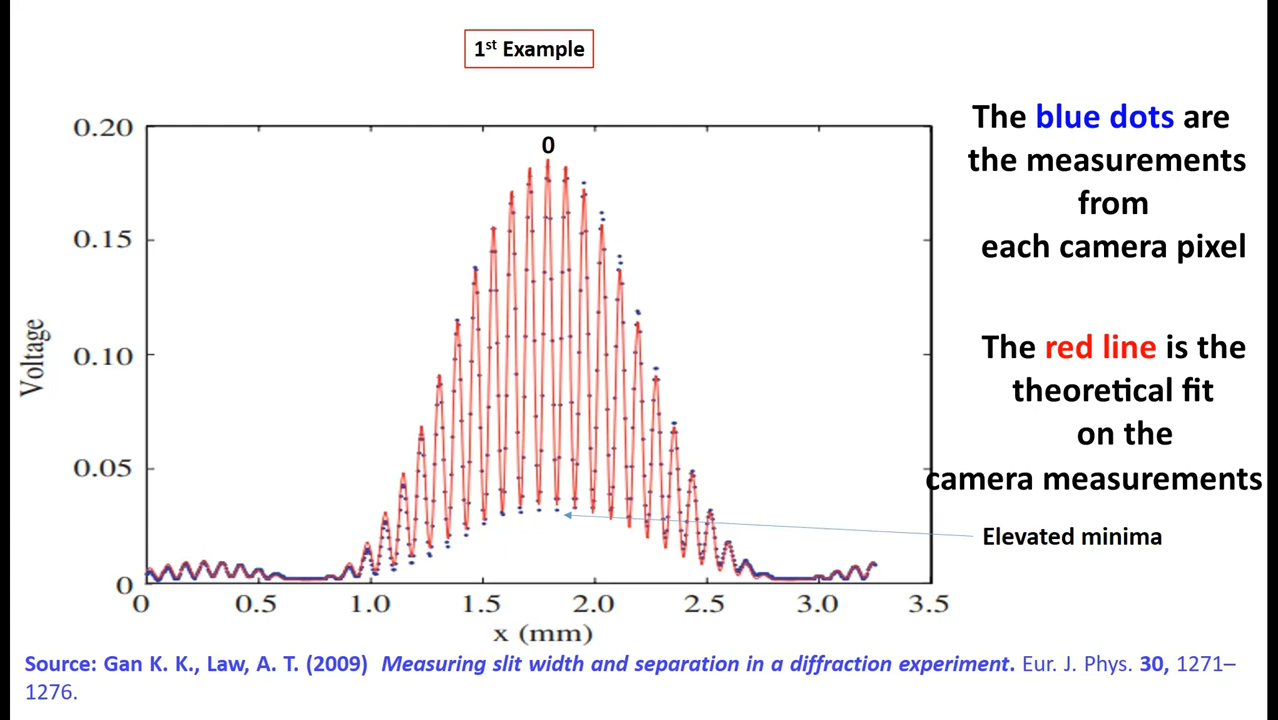 1st Example
The blue dots are
the measurements
from
each camera pixel
The red line is the
theoretical fit
on the
camera measurements
Elevated minima
0
0.20
0.15
0.10
0.05
0
Voltage
0 0.5 1.0 1.5 2.0 2.5 3.0 3.5
x (mm)
Source: Gan K. K., Law, A. T. (2009) Measuring slit width and separation in a diffraction experiment. Eur. J. Phys. 30, 1271–
1276.